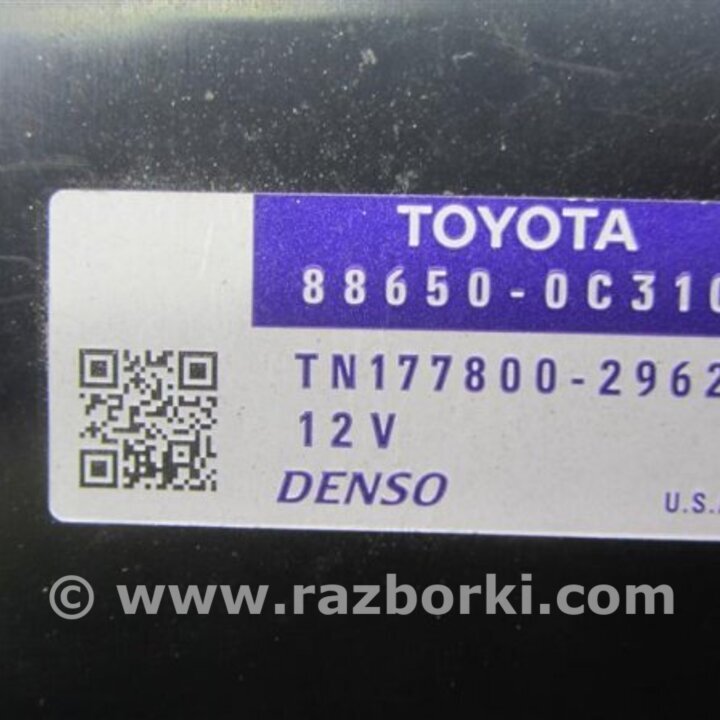 TOYOTA
88650-0C310
TN177800-2962
12V
DENSO
U.S.A
© www.razborki.com